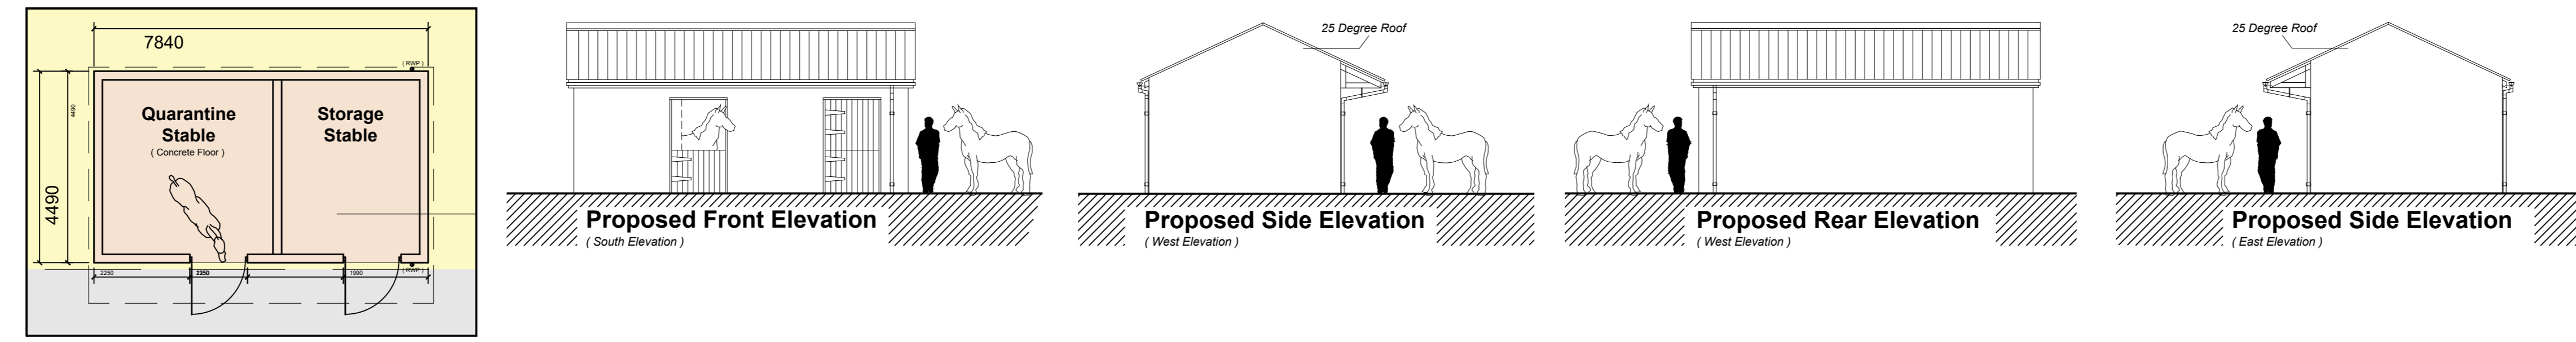 7840
( RWP )
4490
4490
Quarantine
Stable
( Concrete Floor )
Storage
Stable
2250
1990
( RWP )
25 Degree Roof
25 Degree Roof
Proposed Front Elevation
( South Elevation )
Proposed Side Elevation
( West Elevation )
Proposed Rear Elevation
( West Elevation )
Proposed Side Elevation
( East Elevation )